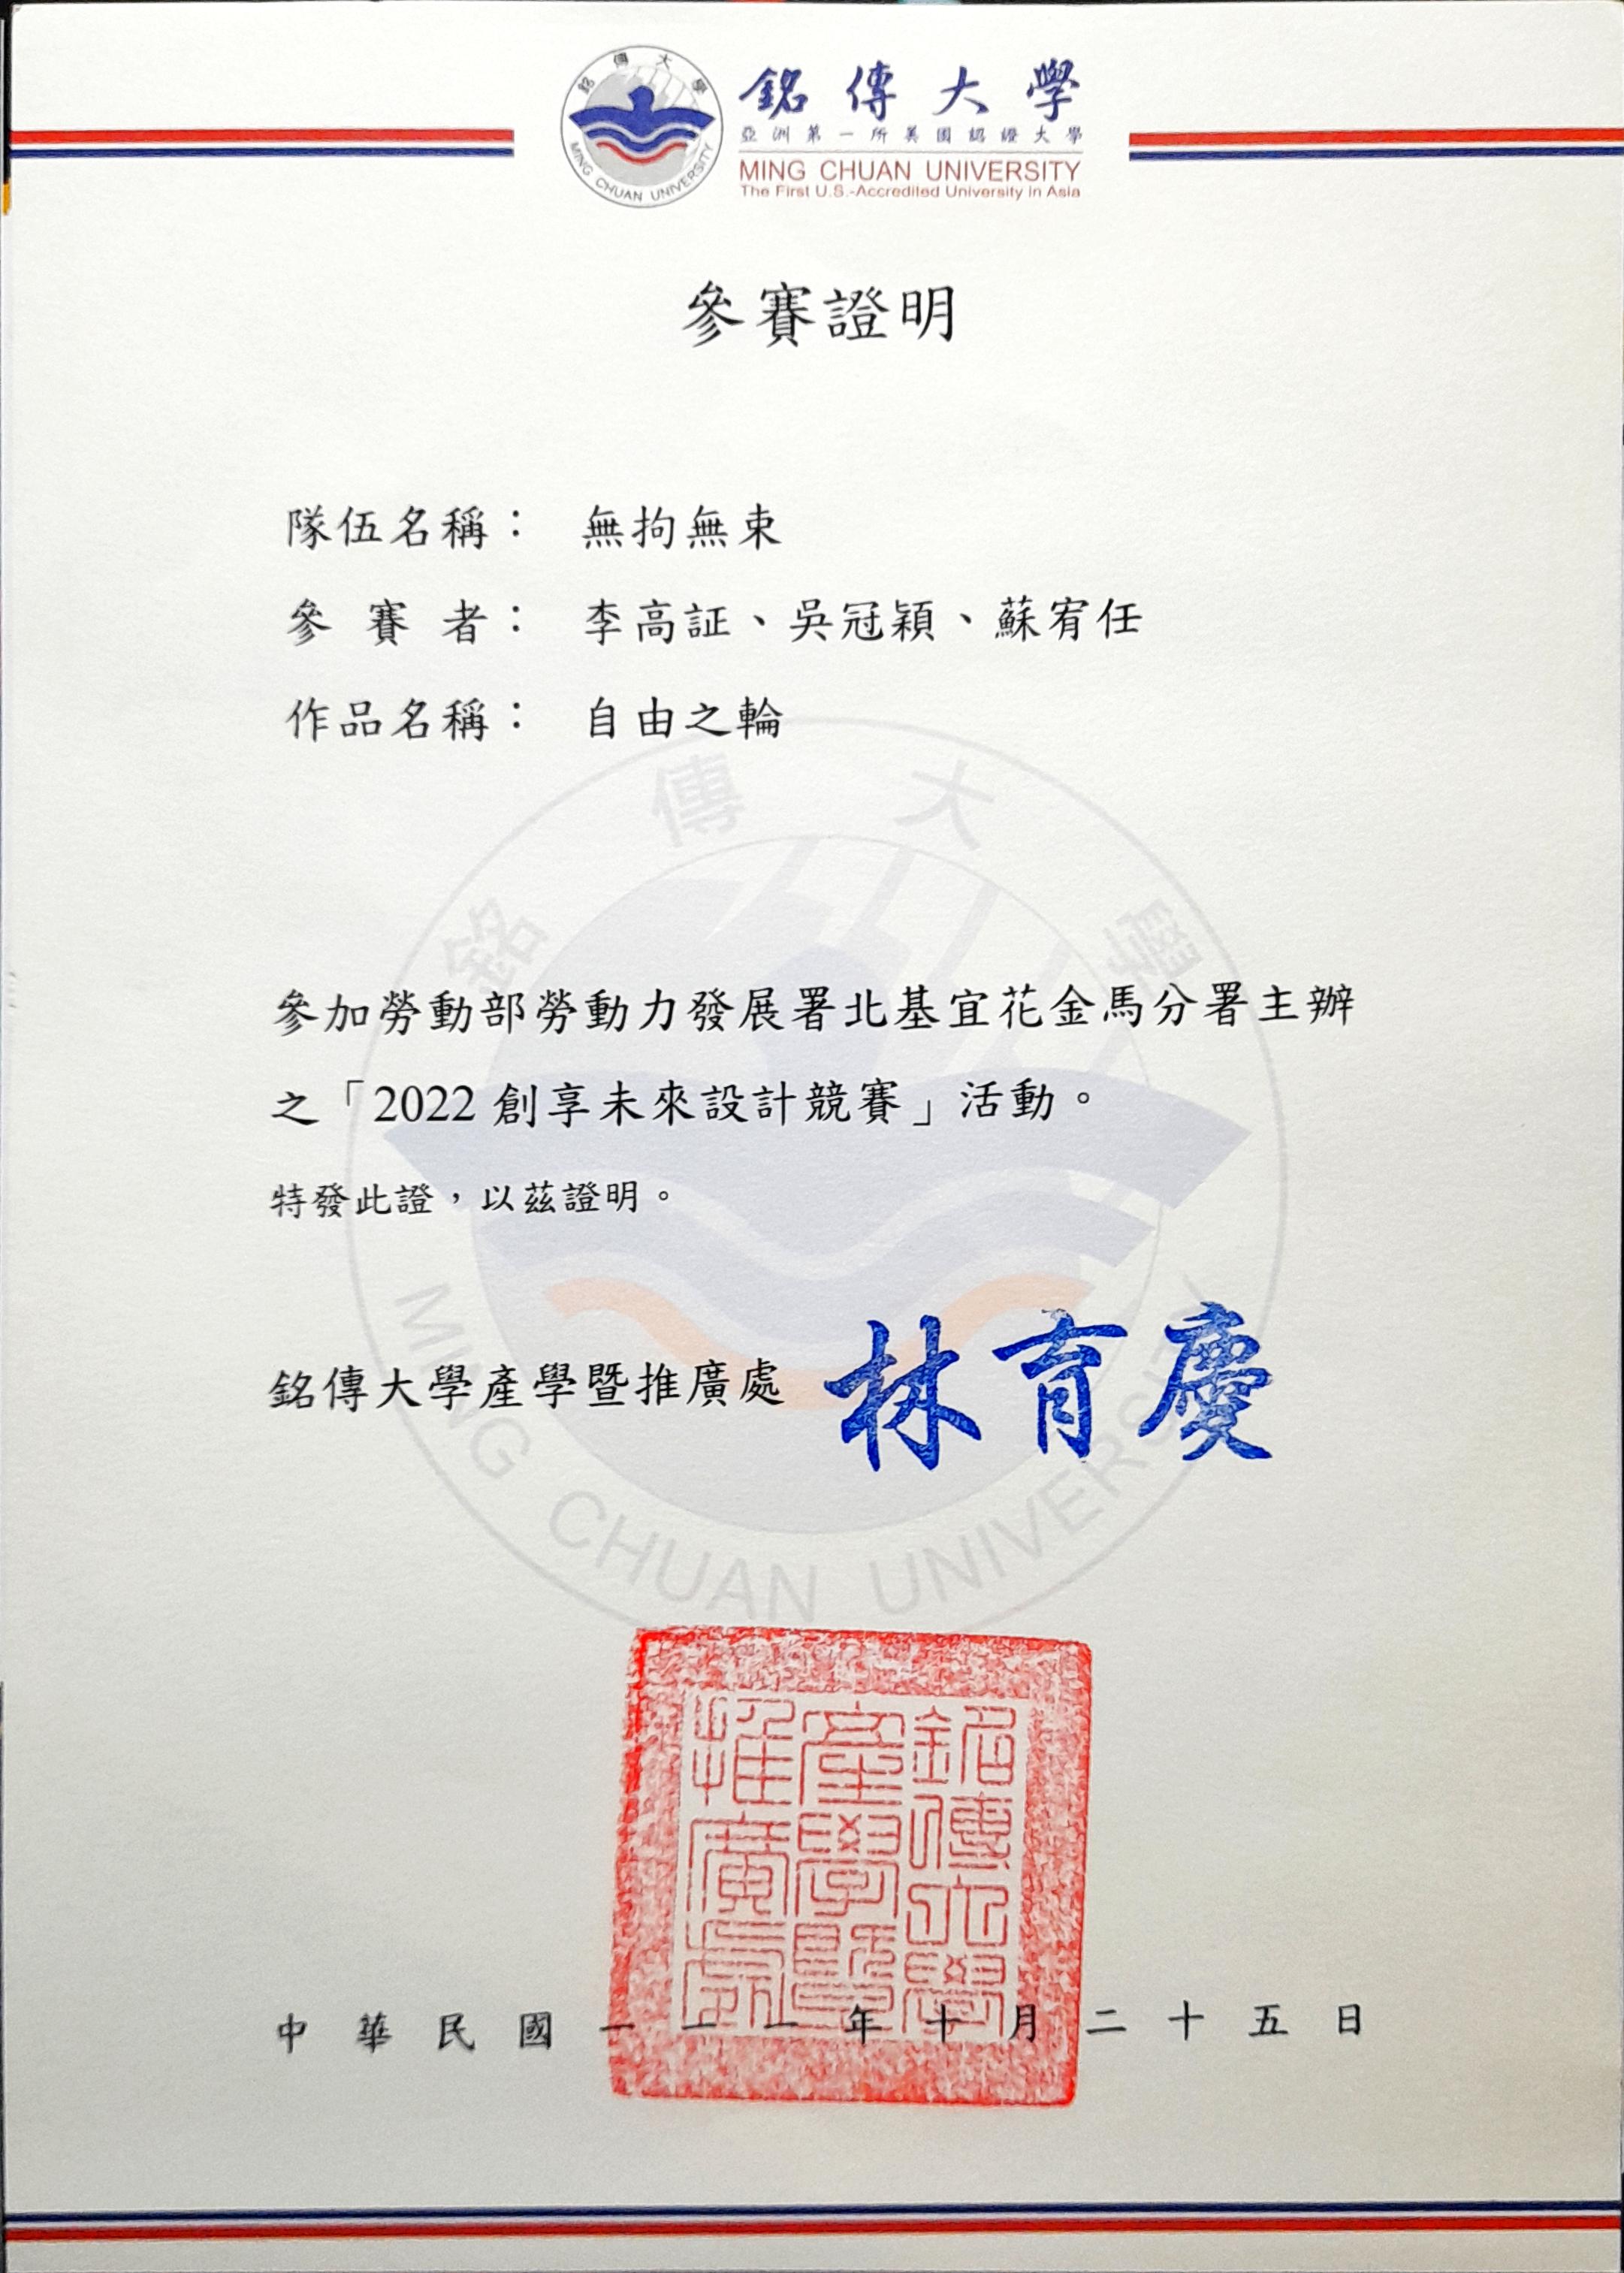 銘傳大學
MING CHUAN UNIVERSITY
銘傳大學
亞洲第一所美國認證大學
MING CHUAN UNIVERSITY
The First U.S.-Accredited University in Asia
參賽證明
隊伍名稱： 無拘無束
參賽者： 李高証、吳冠穎、蘇宥任
作品名稱： 自由之輪
銘傳大學
參加勞動部勞動力發展署北基宜花金馬分署主辦
之「2022 創享未來設計競賽」活動。
特發此證，以茲證明。
銘傳大學產學暨推廣處 林育慶
MING CHUAN UNIVERSITY
銘傳大學
產學暨
推廣處
中華民國一一一年十月二十五日